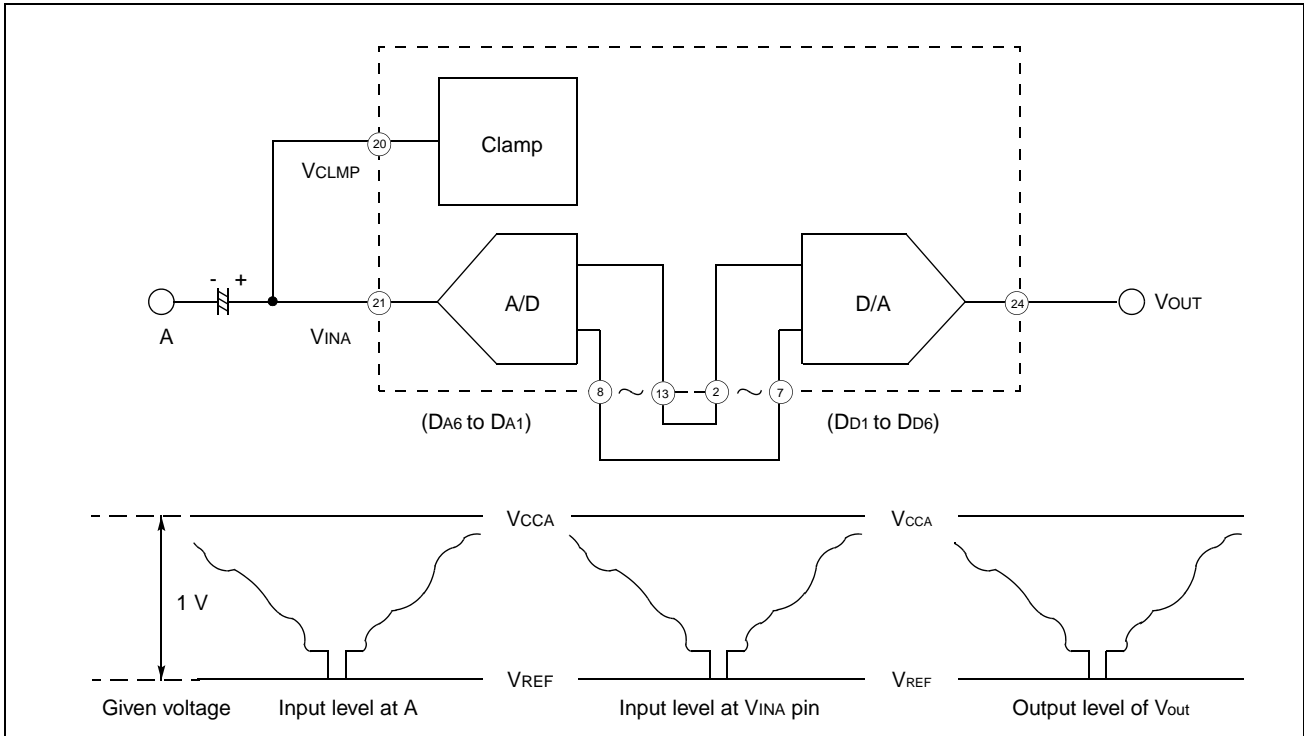 Clamp
20
VCLMP
- +
A
VINA
21
A/D
D/A
24
VOUT
8 ~ 13 2 ~ 7
(DA6 to DA1)
(DD1 to DD6)
VCCA
VCCA
1 V
VREF
VREF
Given voltage
Input level at A
Input level at VINA pin
Output level of Vout